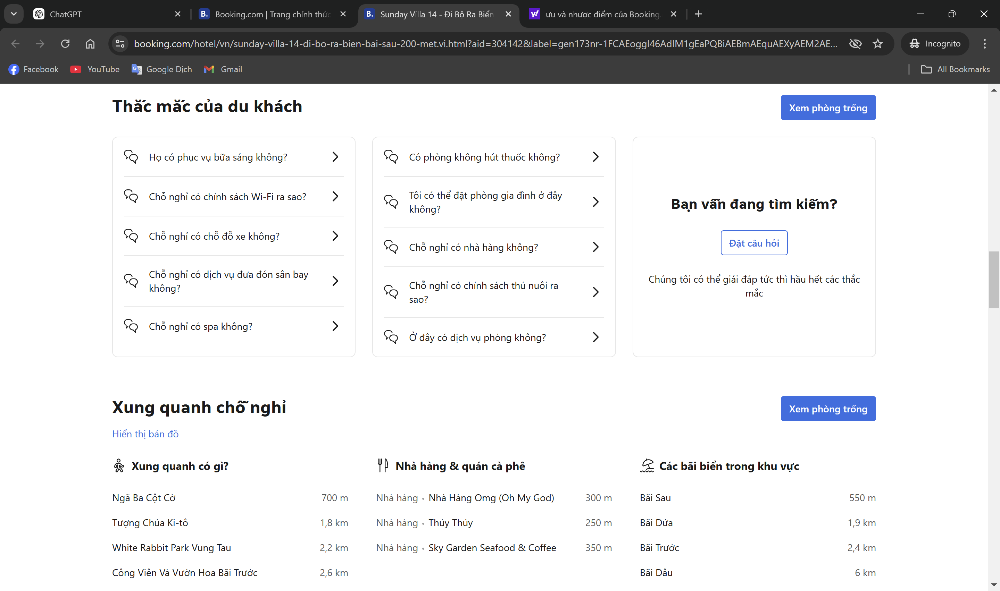 ChatGPT
Booking.com | Trang chính thức
Sunday Villa 14 - Đi Bộ Ra Biển
ưu và nhược điểm của Booking.
booking.com/hotel/vn/sunday-villa-14-di-bo-ra-bien-bai-sau-200-met.vi.html?aid=304142&label=gen173nr-1FCAEoggI46AdIM1gEaPQBiAEBmAEquAEXyAEM2AE...
Incognito
Facebook
YouTube
Google Dịch
Gmail
All Bookmarks
Thắc mắc của du khách
Xem phòng trống
Họ có phục vụ bữa sáng không?
Chỗ nghỉ có chính sách Wi-Fi ra sao?
Chỗ nghỉ có chỗ đỗ xe không?
Chỗ nghỉ có dịch vụ đưa đón sân bay
không?
Chỗ nghỉ có spa không?
Có phòng không hút thuốc không?
Tôi có thể đặt phòng gia đình ở đây
không?
Chỗ nghỉ có nhà hàng không?
Chỗ nghỉ có chính sách thú nuôi ra
sao?
Ở đây có dịch vụ phòng không?
Bạn vẫn đang tìm kiếm?
Đặt câu hỏi
Chúng tôi có thể giải đáp tức thì hầu hết các thắc
mắc
Xung quanh chỗ nghỉ
Xem phòng trống
Hiển thị bản đồ
Xung quanh có gì?
Ngã Ba Cột Cờ 700 m
Tượng Chúa Ki-tô 1,8 km
White Rabbit Park Vung Tau 2,2 km
Công Viên Và Vườn Hoa Bãi Trước 2,6 km
Nhà hàng & quán cà phê
Nhà hàng • Nhà Hàng Omg (Oh My God) 300 m
Nhà hàng • Thúy Thúy 250 m
Nhà hàng • Sky Garden Seafood & Coffee 350 m
Các bãi biển trong khu vực
Bãi Sau 550 m
Bãi Dứa 1,9 km
Bãi Trước 2,4 km
Bãi Dâu 6 km